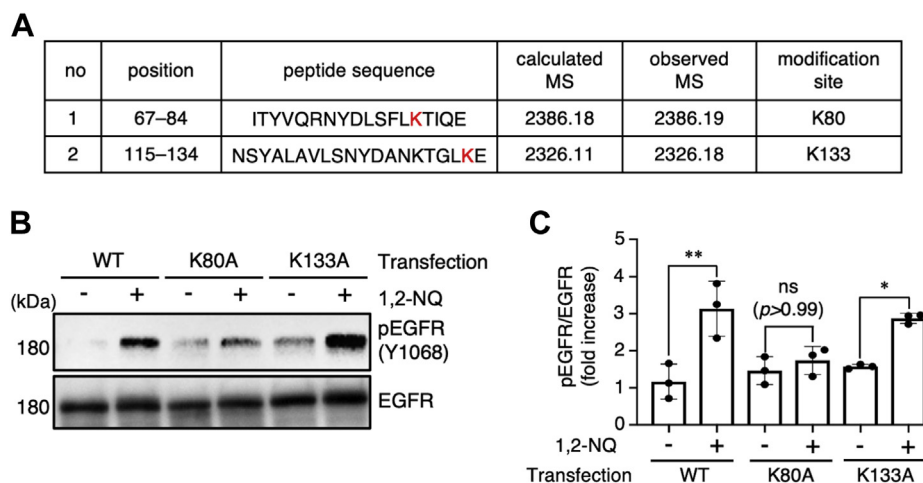 A
no position peptide sequence calculated MS observed MS modification site
1 67–84 ITYVQRNYDLSFLKTIQE 2386.18 2386.19 K80
2 115–134 NSYALAVLSNYDANKTGLKE 2326.11 2326.18 K133
B
WT K80A K133A Transfection
(kDa) - + - + - + 1,2-NQ
180 pEGFR
(Y1068)
180 EGFR
C
pEGFR/EGFR
(fold increase)
5
4
3
2
1
0
**
ns
(p>0.99)
*
1,2-NQ - + - + - +
Transfection WT K80A K133A